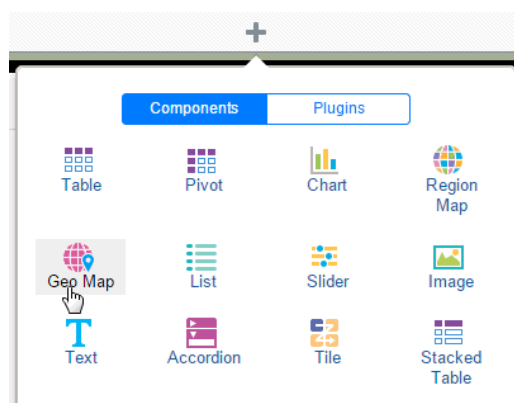 Components Plugins
Table Pivot Chart Region
Map
Geo Map List Slider Image
Text Accordion Tile Stacked
Table